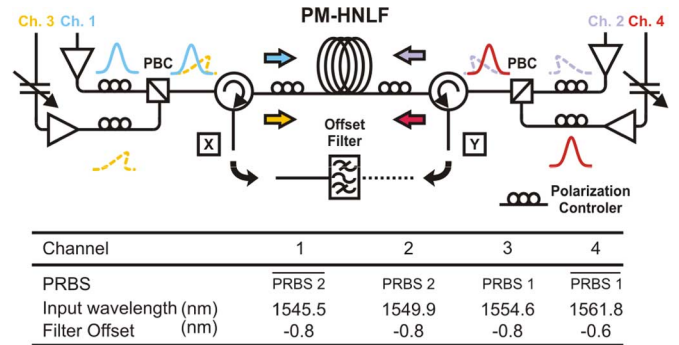 PM-HNLF
Ch. 3 Ch. 1
Ch. 2 Ch. 4
PBC
PBC
X
Offset
Filter
Y
Polarization
Controler
Channel 1 2 3 4
PRBS PRBS 2 PRBS 2 PRBS 1 PRBS 1
Input wavelength (nm) 1545.5 1549.9 1554.6 1561.8
Filter Offset (nm) -0.8 -0.8 -0.8 -0.6